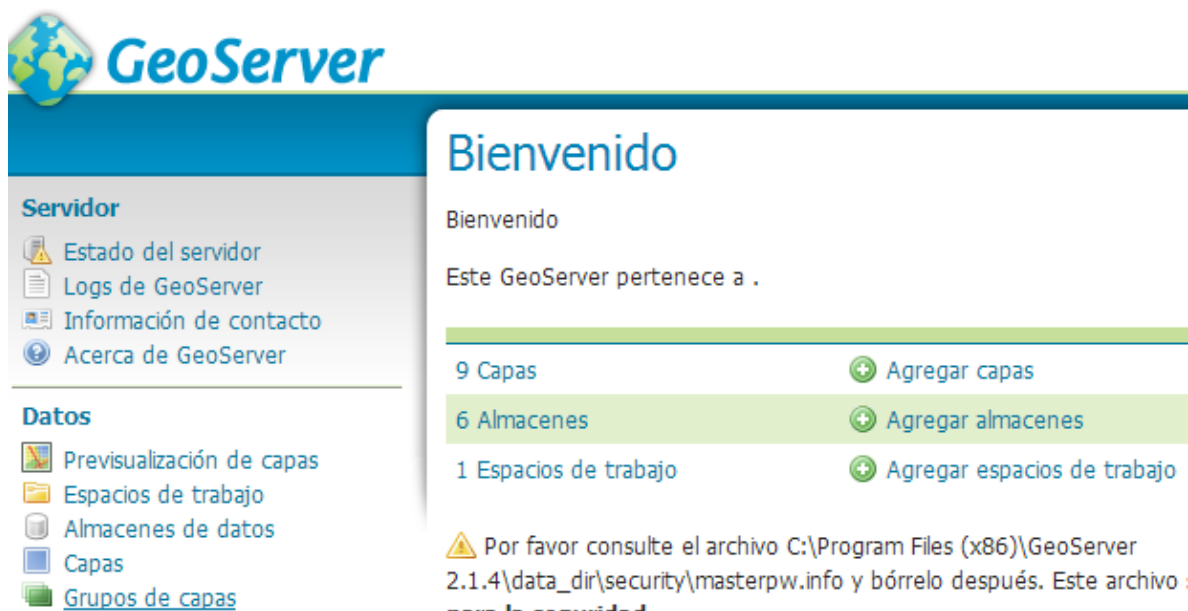 GeoServer
Bienvenido
Servidor
Estado del servidor
Logs de GeoServer
Información de contacto
Acerca de GeoServer
Datos
Previsualización de capas
Espacios de trabajo
Almacenes de datos
Capas
Grupos de capas
Bienvenido
Este GeoServer pertenece a .
9 Capas Agregar capas
6 Almacenes Agregar almacenes
1 Espacios de trabajo Agregar espacios de trabajo
Por favor consulte el archivo C:\Program Files (x86)\GeoServer
2.1.4\data_dir\security\masterpw.info y bórrelo después. Este archivo
para la seguridad